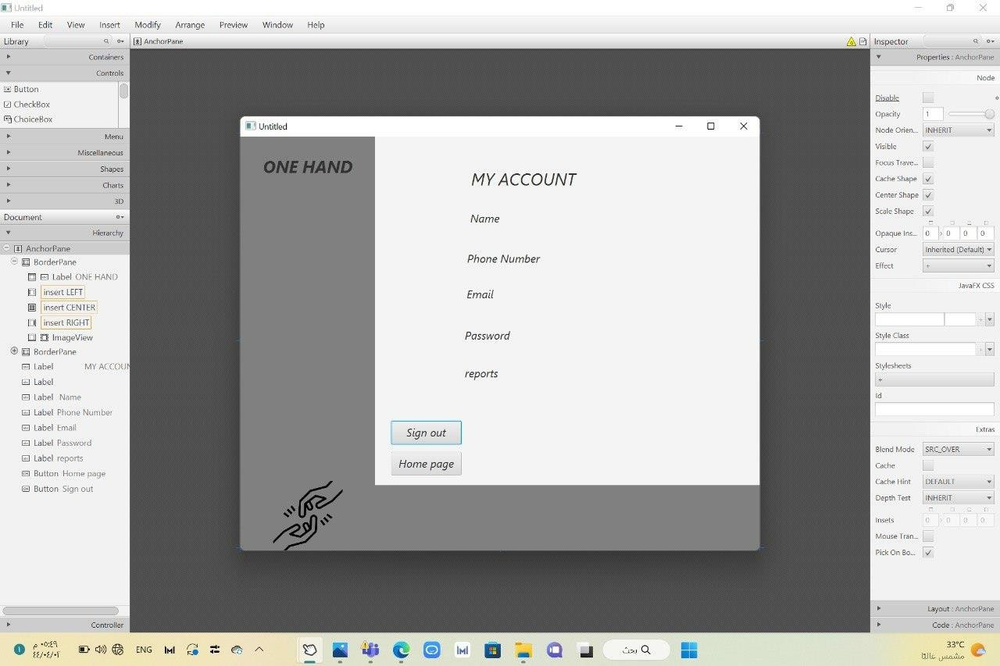 Untitled
File Edit View Insert Modify Arrange Preview Window Help
Library
Containers
Controls
Button
CheckBox
ChoiceBox
Menu
Miscellaneous
Shapes
Charts
3D
Document
Hierarchy
AnchorPane
BorderPane
Label ONE HAND
insert LEFT
insert CENTER
insert RIGHT
ImageView
BorderPane
Label MY ACCOUN
Label
Label Name
Label Phone Number
Label Email
Label Password
Label reports
Button Home page
Button Sign out
Controller
AnchorPane
Untitled
ONE HAND
MY ACCOUNT
Name
Phone Number
Email
Password
reports
Sign out
Home page
Inspector
Properties : AnchorPane
Node
Disable
Opacity 1
Node Orien... INHERIT
Visible
Focus Trave...
Cache Shape
Center Shape
Scale Shape
Opaque Ins... 0 0 0 0
Cursor Inherited (Default)
Effect +
JavaFX CSS
Style
Style Class
Stylesheets
+
Id
Extras
Blend Mode SRC_OVER
Cache
Cache Hint DEFAULT
Depth Test INHERIT
Insets 0 0 0 0
Mouse Tran...
Pick On Bo...
Layout : AnchorPane
Code : AnchorPane
٠٥:٤٩ م
ENG
بحث
33°C
مشمس غالبًا